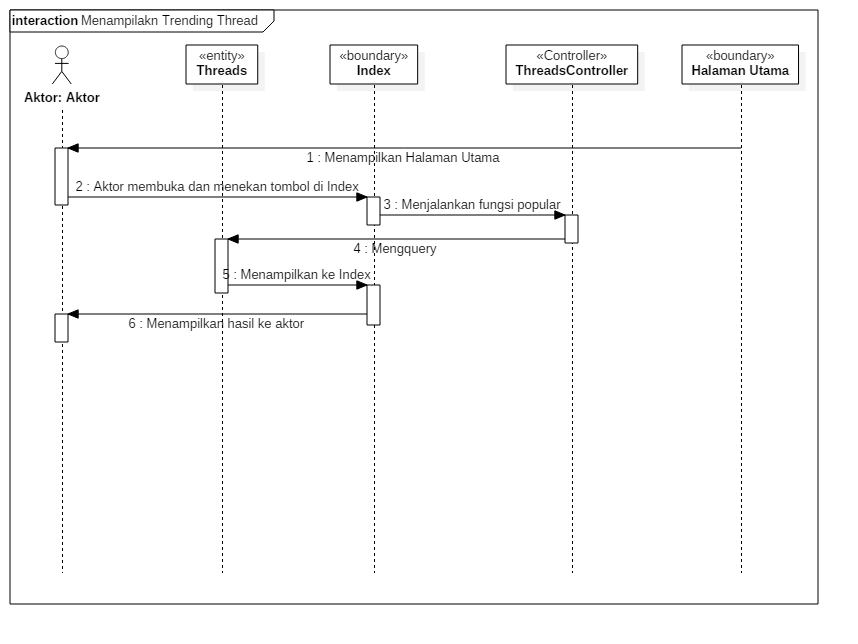 interaction Menampilakn Trending Thread
Aktor: Aktor
«entity»
Threads
«boundary»
Index
«Controller»
ThreadsController
«boundary»
Halaman Utama
1 : Menampilkan Halaman Utama
2 : Aktor membuka dan menekan tombol di Index
3 : Menjalankan fungsi popular
4 : Mengquery
5 : Menampilkan ke Index
6 : Menampilkan hasil ke aktor